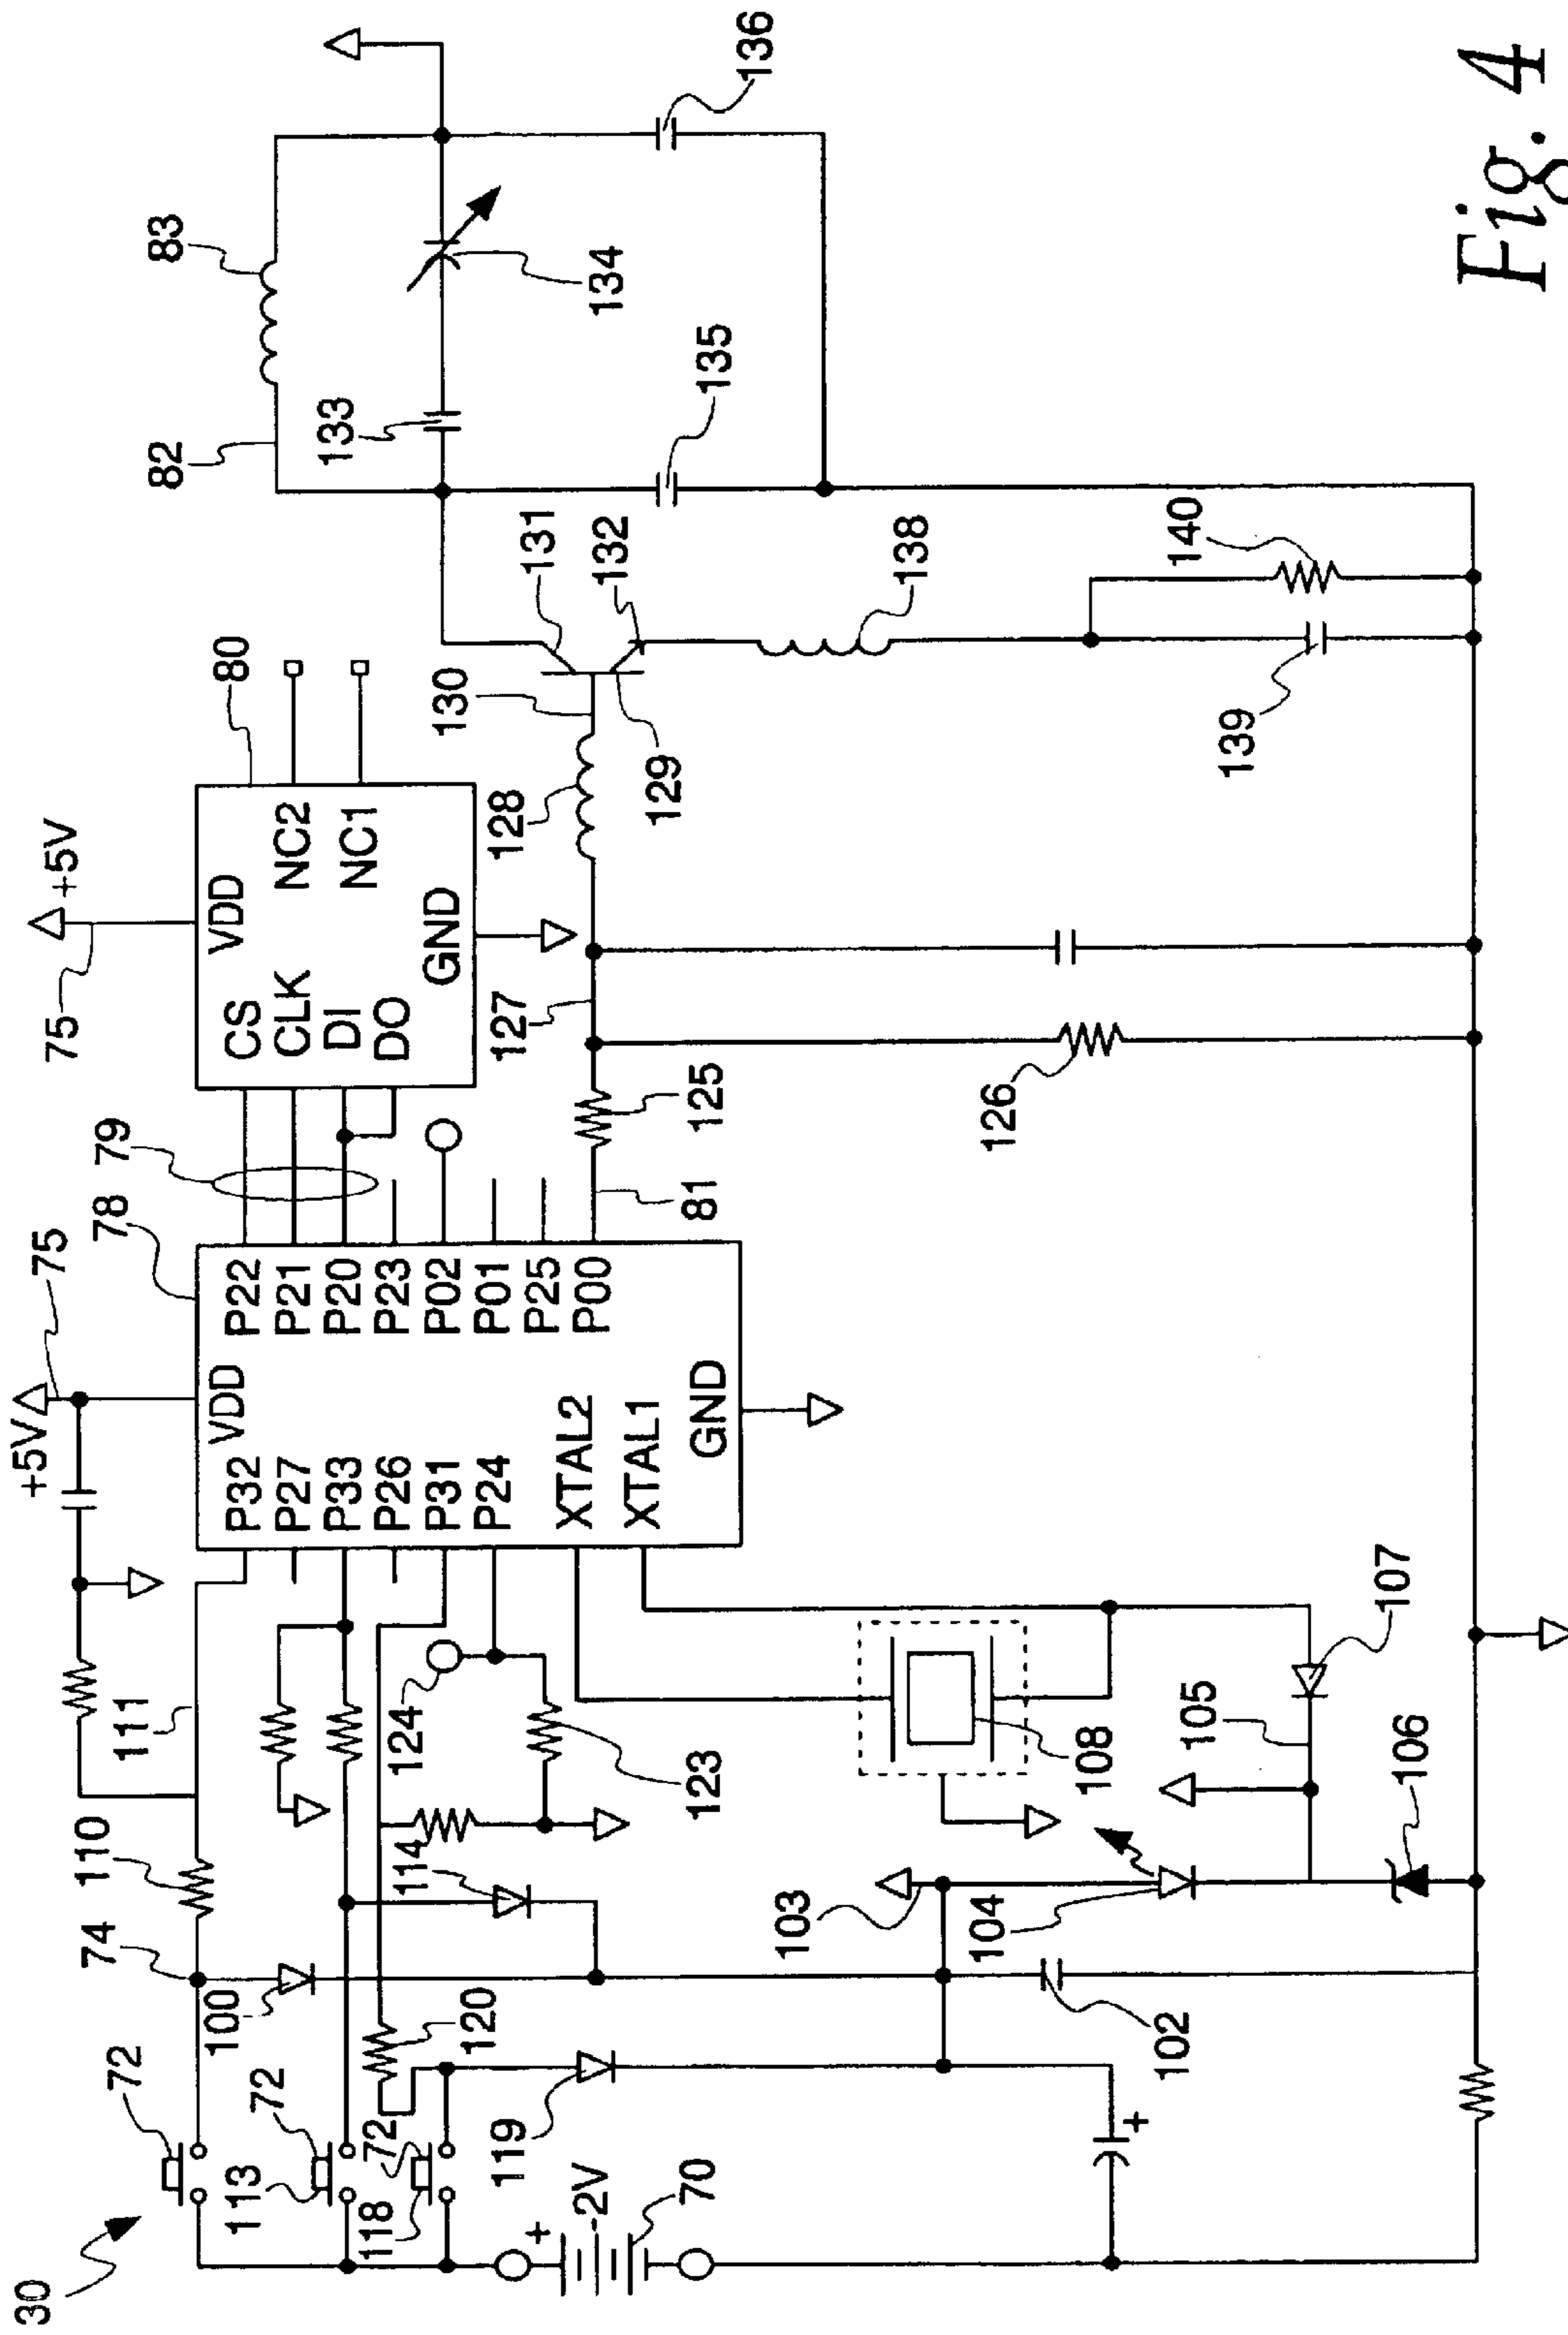 30
72
74
110
111
+5V
75
78
79
75
+5V
80
82
83
100
113
72
118
72
114
120
119
124
123
P32
P27
P33
P26
P31
P24
XTAL2
XTAL1
VDD
GND
P22
P21
P20
P23
P02
P01
P25
P00
CS
CLK
DI
DO
VDD
GND
NC2
NC1
81
125
127
126
128
129
130
131
132
133
134
135
136
138
139
140
+
-2V
70
+
102
103
104
105
106
107
108
Fig. 4